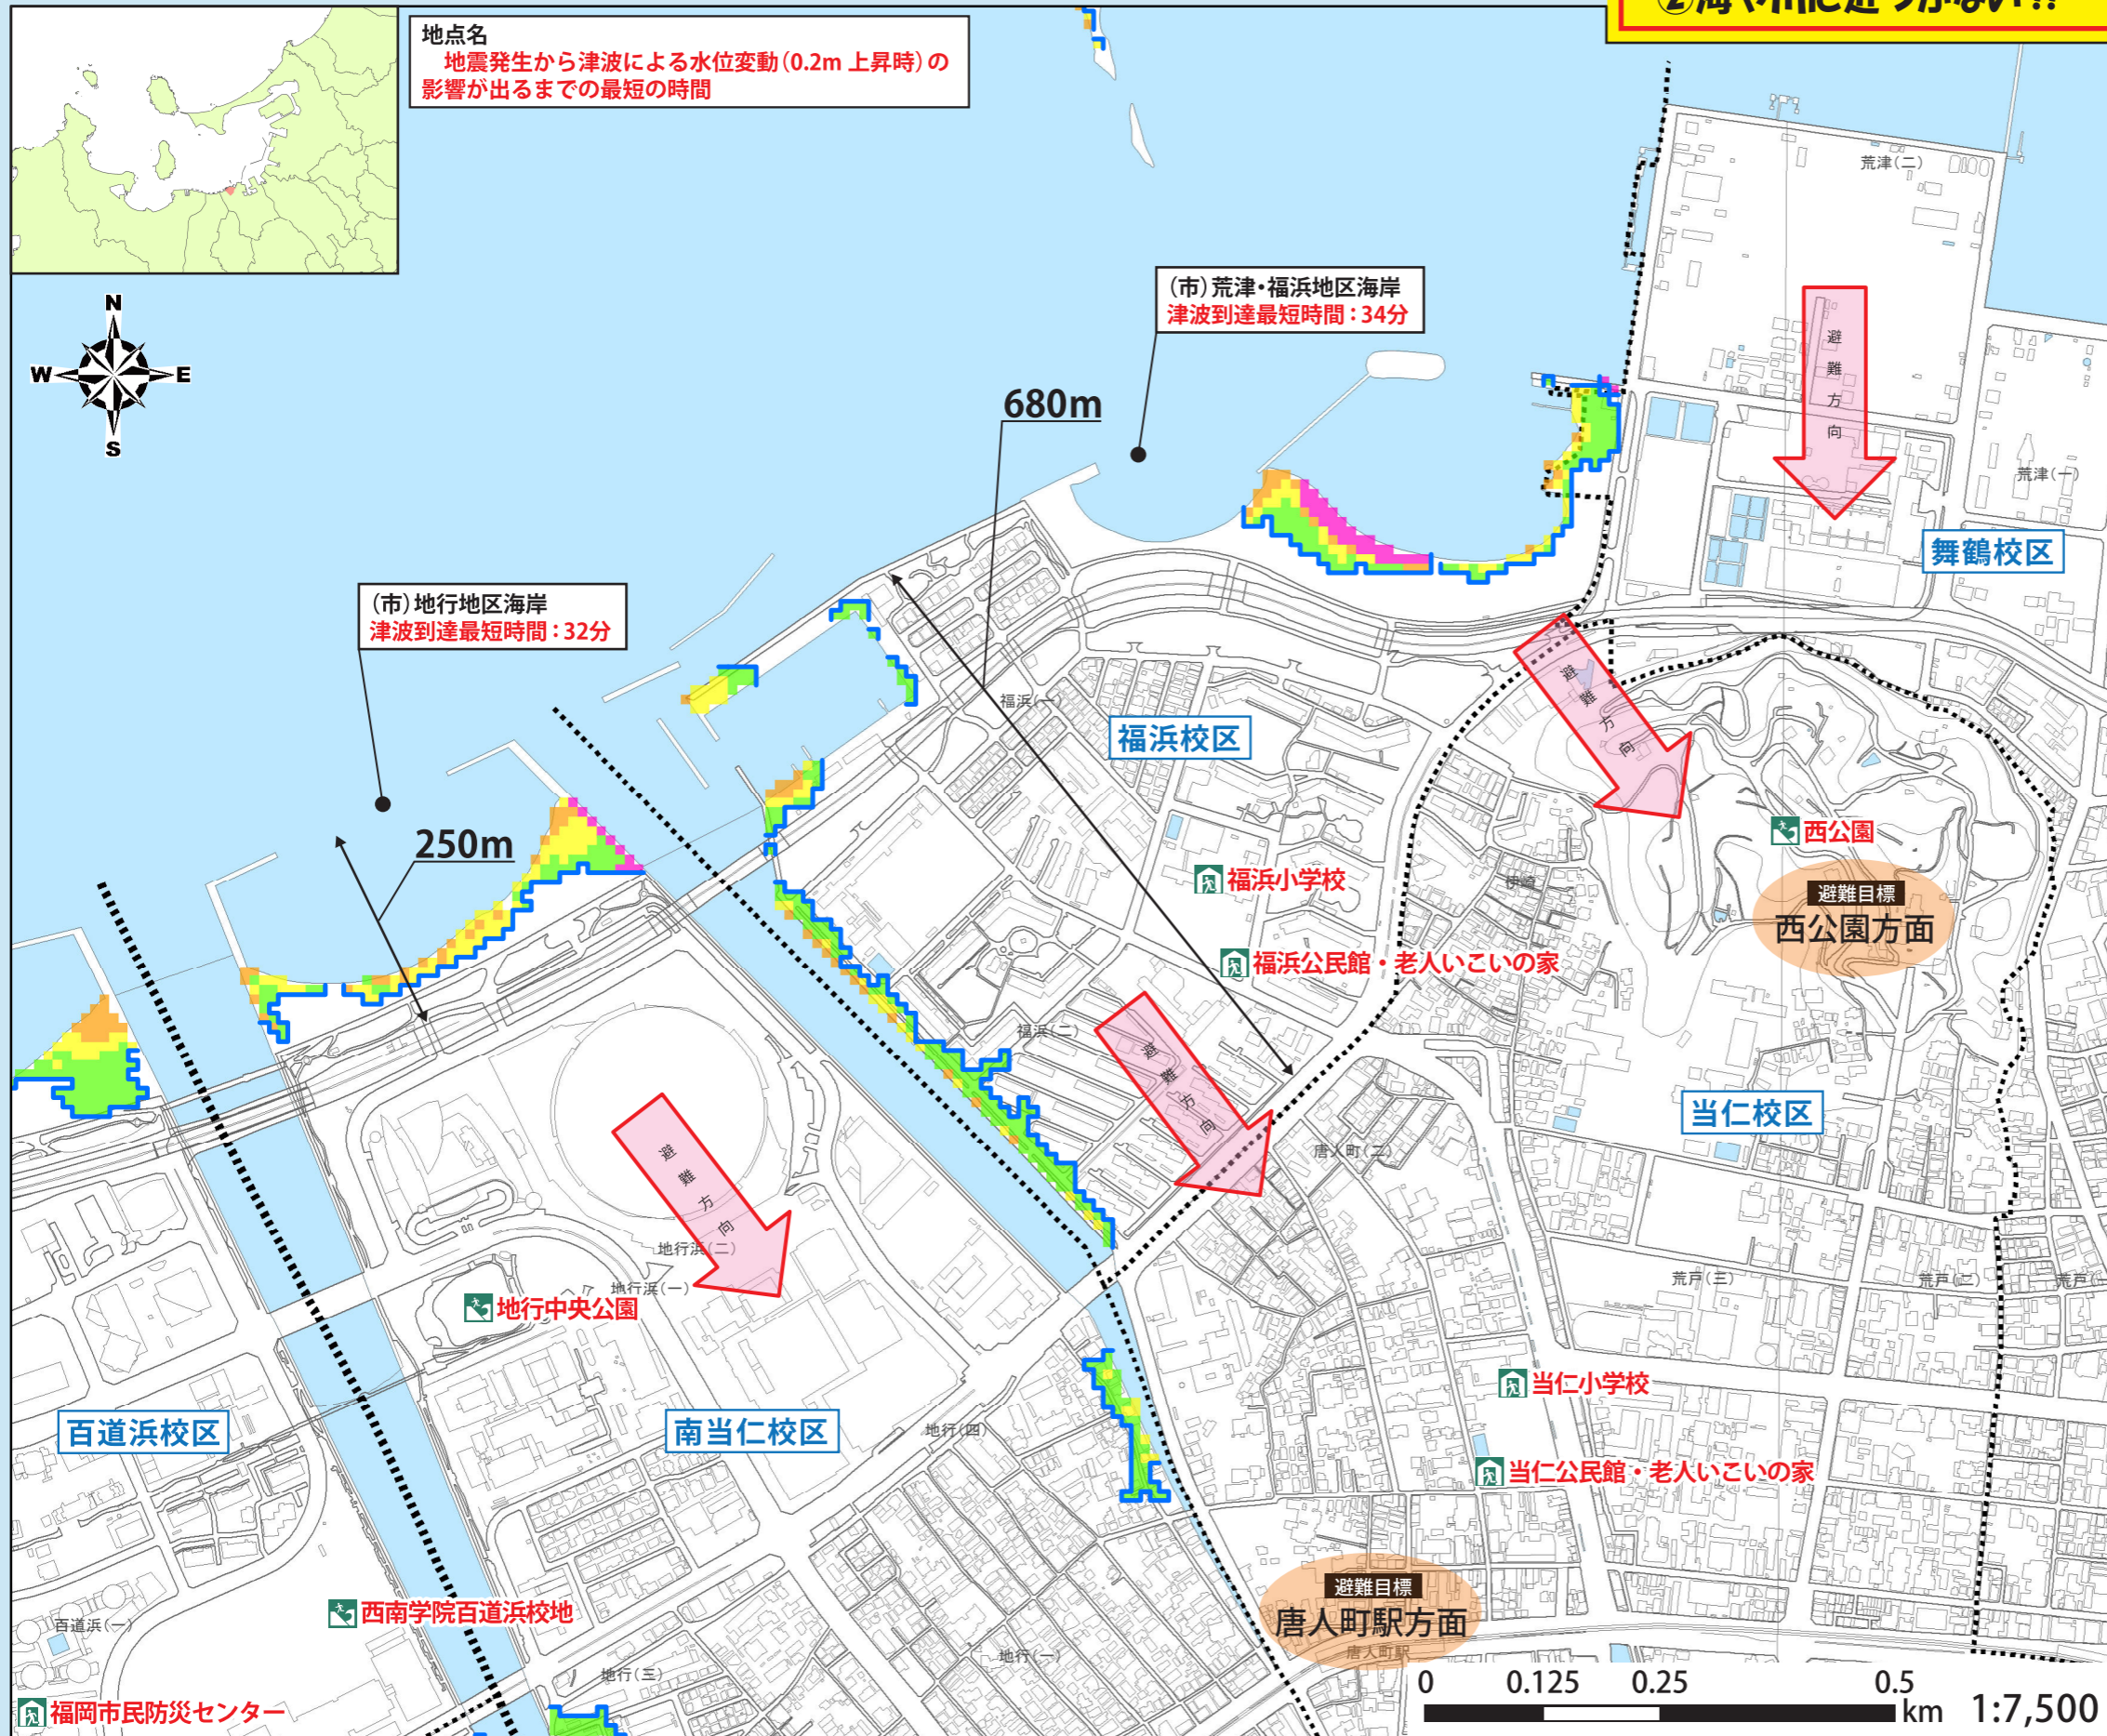 ②海や川に近づかない!!
地点名
地震発生から津波による水位変動(0.2m 上昇時)の
影響が出るまでの最短の時間
N
W
E
S
荒津(二)
(市)荒津・福浜地区海岸
津波到達最短時間：34分
避難方向
680m
荒津(一)
舞鶴校区
(市)地行地区海岸
津波到達最短時間：32分
避難方向
福浜(一)
福浜校区
西公園
250m
福浜小学校
伊崎
避難目標
西公園方面
福浜公民館・老人いこいの家
福浜(二)
避難方向
当仁校区
避難方向
唐人町(二)
地行浜(二)
地行浜(一)
荒戸(三)
荒戸(二)
地行中央公園
当仁小学校
百道浜校区
南当仁校区
地行(四)
当仁公民館・老人いこいの家
避難目標
唐人町駅方面
西南学院百道浜校地
百道浜(一)
唐人町駅
地行(一)
地行(三)
福岡市民防災センター
0 0.125 0.25 0.5
km 1:7,500